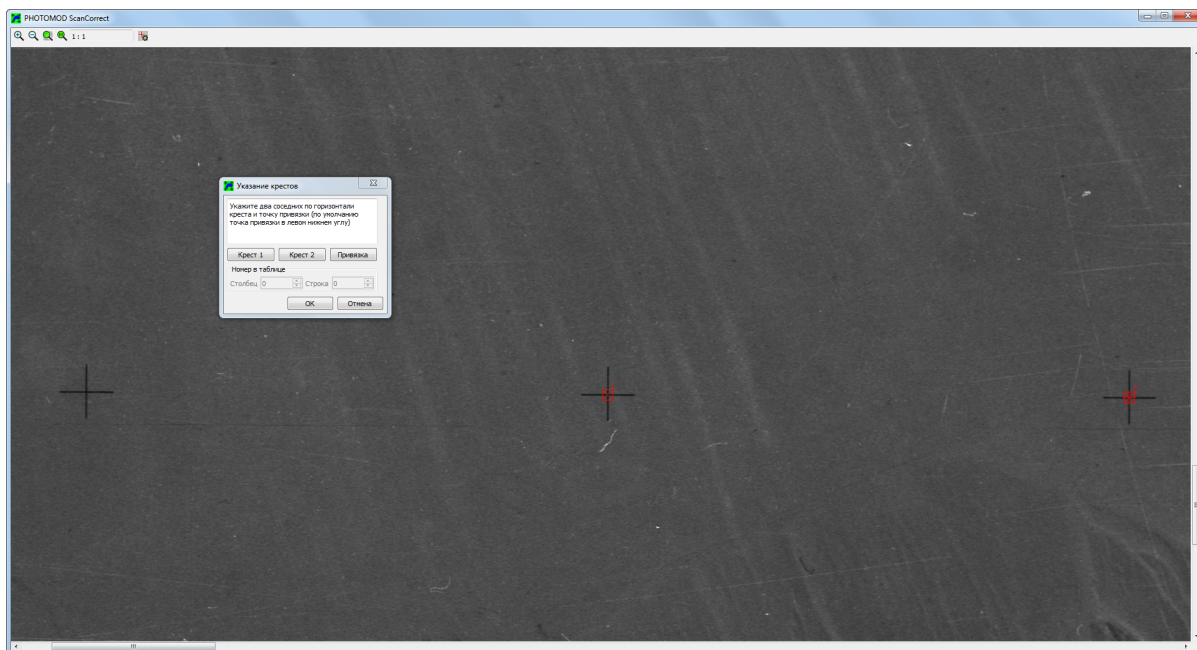 PHOTOMOD ScanCorrect
1:1
Указание крестов
Укажите два соседних по горизонтали
креста и точку привязки (по умолчанию
точка привязки в левом нижнем углу)
Крест 1 Крест 2 Привязка
Номер в таблице
Столбец 0 Строка 0
OK Отмена